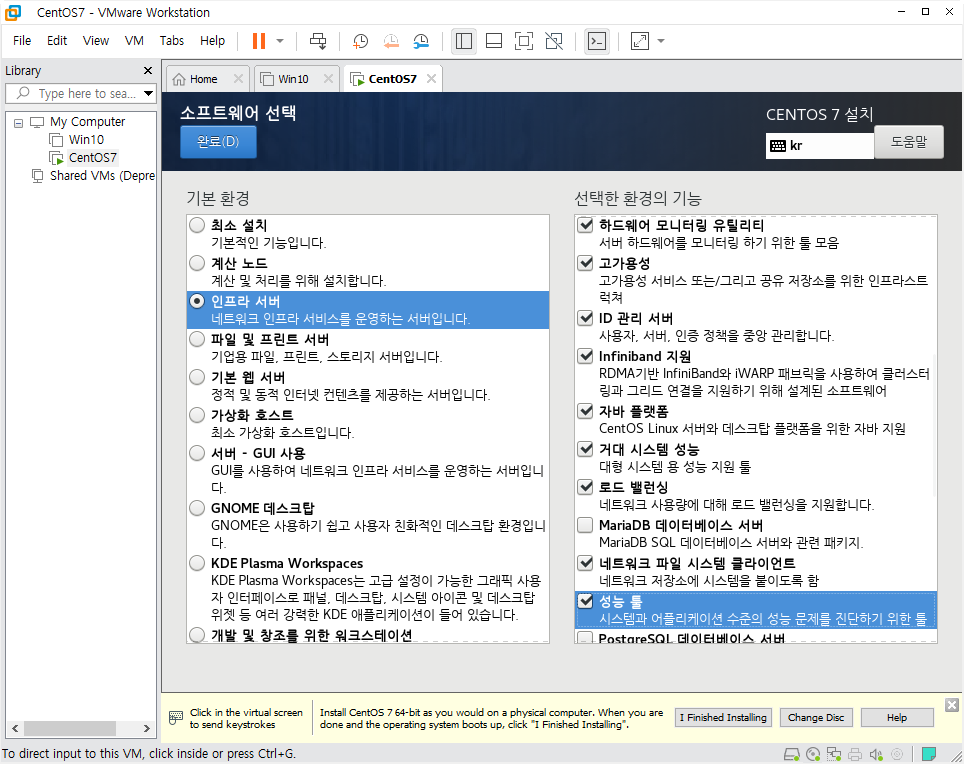 CentOS7 - VMware Workstation
File Edit View VM Tabs Help
Library
Type here to sea...
My Computer
Win10
CentOS7
Shared VMs (Depre
Home
Win10
CentOS7
소프트웨어 선택
완료(D)
CENTOS 7 설치
kr
도움말
기본 환경
최소 설치
기본적인 기능입니다.
계산 노드
계산 및 처리를 위해 설치합니다.
인프라 서버
네트워크 인프라 서비스를 운영하는 서버입니다.
파일 및 프린트 서버
기업용 파일, 프린트, 스토리지 서버입니다.
기본 웹 서버
정적 및 동적 인터넷 컨텐츠를 제공하는 서버입니다.
가상화 호스트
최소 가상화 호스트입니다.
서버 - GUI 사용
GUI를 사용하여 네트워크 인프라 서비스를 운영하는 서버입니
다.
GNOME 데스크탑
GNOME은 사용하기 쉽고 사용자 친화적인 데스크탑 환경입니
다.
KDE Plasma Workspaces
KDE Plasma Workspaces는 고급 설정이 가능한 그래픽 사용
자 인터페이스로 패널, 데스크탑, 시스템 아이콘 및 데스크탑
위젯 등 여러 강력한 KDE 애플리케이션이 들어 있습니다.
개발 및 창조를 위한 워크스테이션
선택한 환경의 기능
하드웨어 모니터링 유틸리티
서버 하드웨어를 모니터링 하기 위한 툴 모음
고가용성
고가용성 서비스 또는/그리고 공유 저장소를 위한 인프라스트
럭쳐
ID 관리 서버
사용자, 서버, 인증 정책을 중앙 관리합니다.
Infiniband 지원
RDMA기반 InfiniBand와 iWARP 패브릭을 사용하여 클러스터
링과 그리드 연결을 지원하기 위해 설계된 소프트웨어
자바 플랫폼
CentOS Linux 서버와 데스크탑 플랫폼을 위한 자바 지원
거대 시스템 성능
대형 시스템 용 성능 지원 툴
로드 밸런싱
네트워크 사용량에 대해 로드 밸런싱을 지원합니다.
MariaDB 데이터베이스 서버
MariaDB SQL 데이터베이스 서버와 관련 패키지.
네트워크 파일 시스템 클라이언트
네트워크 저장소에 시스템을 붙이도록 함
성능 툴
시스템과 어플리케이션 수준의 성능 문제를 진단하기 위한 툴
PostgreSQL 데이터베이스 서버
Click in the virtual screen
to send keystrokes
Install CentOS 7 64-bit as you would on a physical computer. When you are
done and the operating system boots up, click "I Finished Installing".
I Finished Installing
Change Disc
Help
To direct input to this VM, click inside or press Ctrl+G.